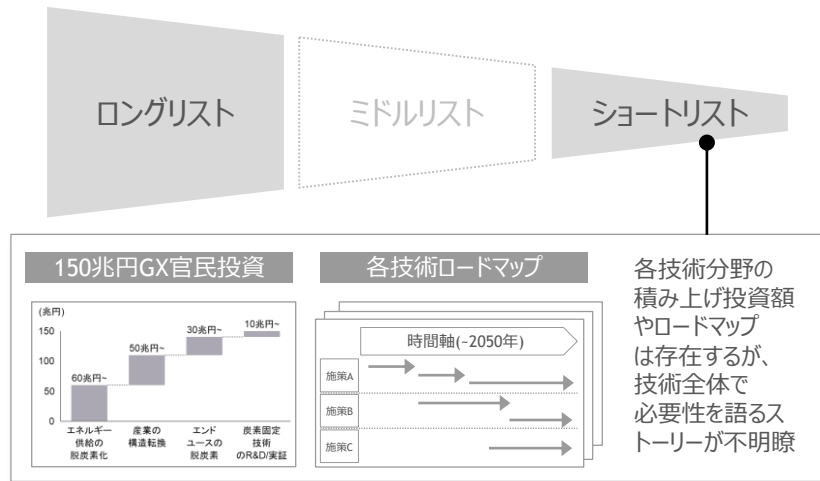 ロングリスト
ミドルリスト
ショートリスト
150兆円GX官民投資
(兆円)
150
100
50
0
60兆円~
50兆円~
30兆円~
10兆円~
エネルギー
供給の
脱炭素化
産業の
構造転換
エンド
ユースの
脱炭素
炭素固定
技術
のR&D/実証
各技術ロードマップ
時間軸(~2050年)
施策A
施策B
施策C
各技術分野の
積み上げ投資額
やロードマップ
は存在するが、
技術全体で
必要性を語るス
トーリーが不明瞭